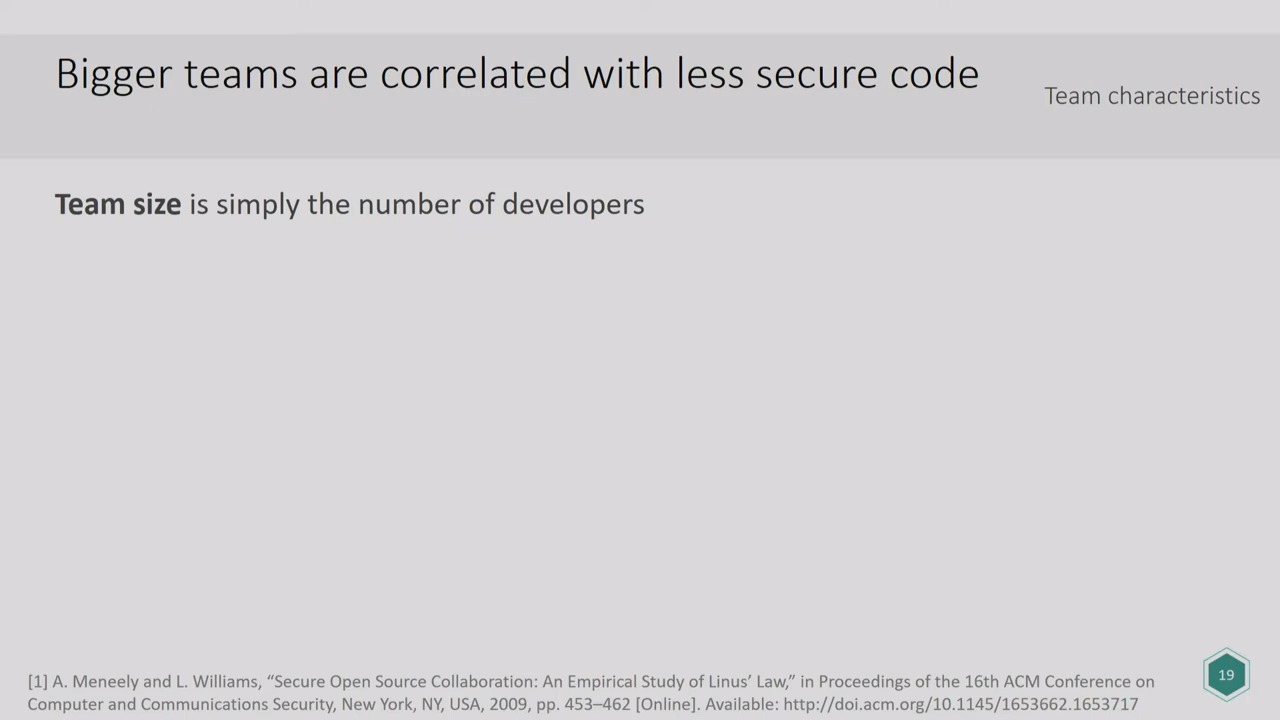 Bigger teams are correlated with less secure code
Team characteristics
Team size is simply the number of developers
[1] A. Meneely and L. Williams, “Secure Open Source Collaboration: An Empirical Study of Linus’ Law,” in Proceedings of the 16th ACM Conference on
Computer and Communications Security, New York, NY, USA, 2009, pp. 453–462 [Online]. Available: http://doi.acm.org/10.1145/1653662.1653717
19